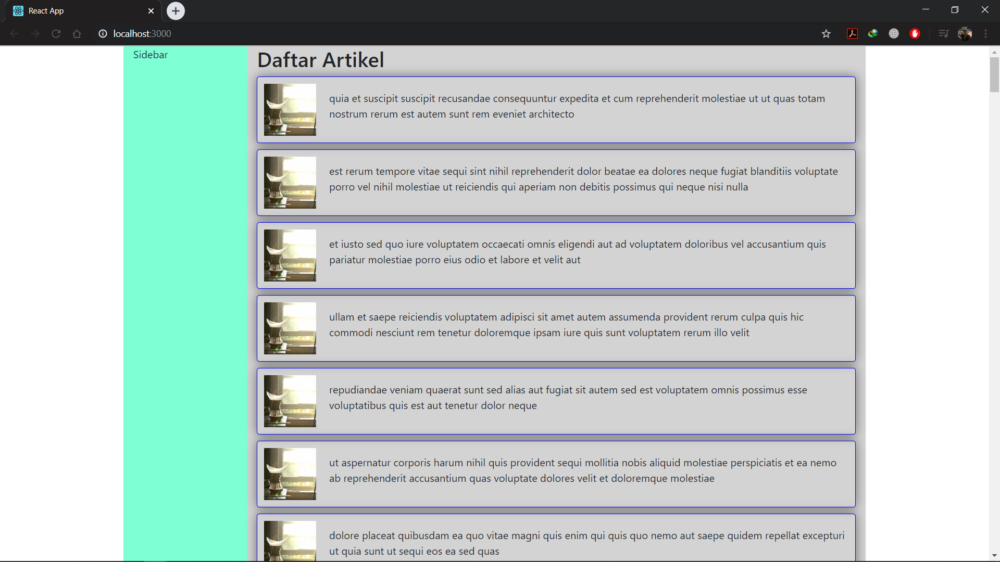 React App
localhost:3000
Sidebar
Daftar Artikel
quia et suscipit suscipit recusandae consequuntur expedita et cum reprehenderit molestiae ut ut quas totam
nostrum rerum est autem sunt rem eveniet architecto
est rerum tempore vitae sequi sint nihil reprehenderit dolor beatae ea dolores neque fugiat blanditiis voluptate
porro vel nihil molestiae ut reiciendis qui aperiam non debitis possimus qui neque nisi nulla
et iusto sed quo iure voluptatem occaecati omnis eligendi aut ad voluptatem doloribus vel accusantium quis
pariatur molestiae porro eius odio et labore et velit aut
ullam et saepe reiciendis voluptatem adipisci sit amet autem assumenda provident rerum culpa quis hic
commodi nesciunt rem tenetur doloremque ipsam iure quis sunt voluptatem rerum illo velit
repudiandae veniam quaerat sunt sed alias aut fugiat sit autem sed est voluptatem omnis possimus esse
voluptatibus quis est aut tenetur dolor neque
ut aspernatur corporis harum nihil quis provident sequi mollitia nobis aliquid molestiae perspiciatis et ea nemo
ab reprehenderit accusantium quas voluptate dolores velit et doloremque molestiae
dolore placeat quibusdam ea quo vitae magni quis enim qui quis quo nemo aut saepe quidem repellat excepturi
ut quia sunt ut sequi eos ea sed quas